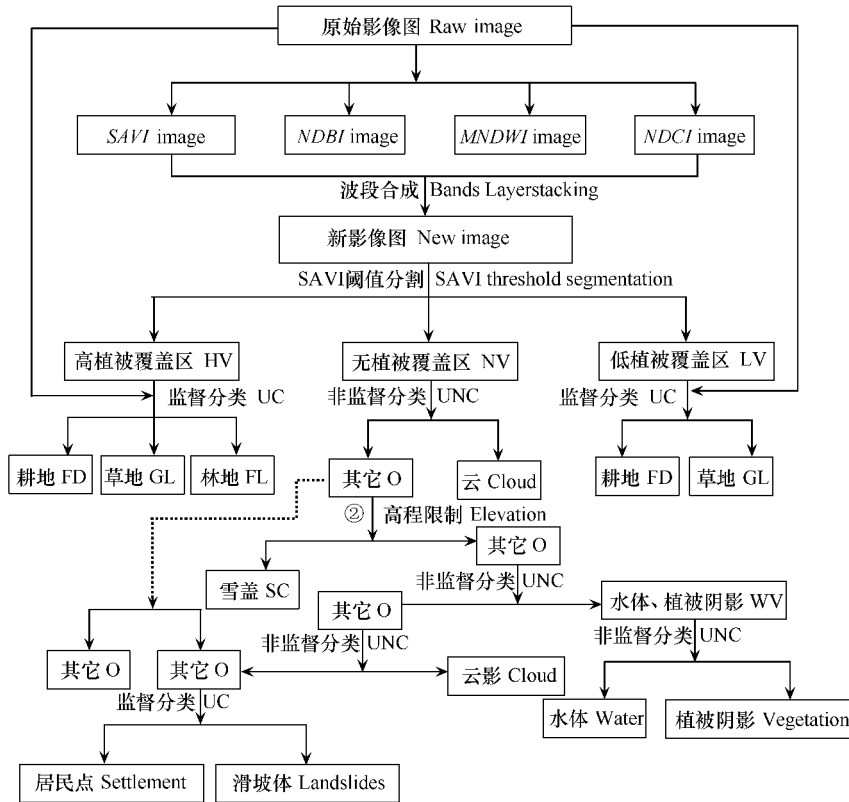 原始影像图 Raw image
SAVI image
NDBI image
MNDWI image
NDCI image
波段合成 Bands Layerstacking
新影像图 New image
SAVI阈值分割 SAVI threshold segmentation
高植被覆盖区 HV
无植被覆盖区 NV
低植被覆盖区 LV
监督分类 UC
非监督分类 UNC
监督分类 UC
耕地 FD
草地 GL
林地 FL
其它 O
云 Cloud
耕地 FD
草地 GL
② 高程限制 Elevation
雪盖 SC
其它 O
非监督分类 UNC
其它 O
水体、植被阴影 WV
非监督分类 UNC
非监督分类 UNC
其它 O
其它 O
云影 Cloud
监督分类 UC
水体 Water
植被阴影 Vegetation
居民点 Settlement
滑坡体 Landslides